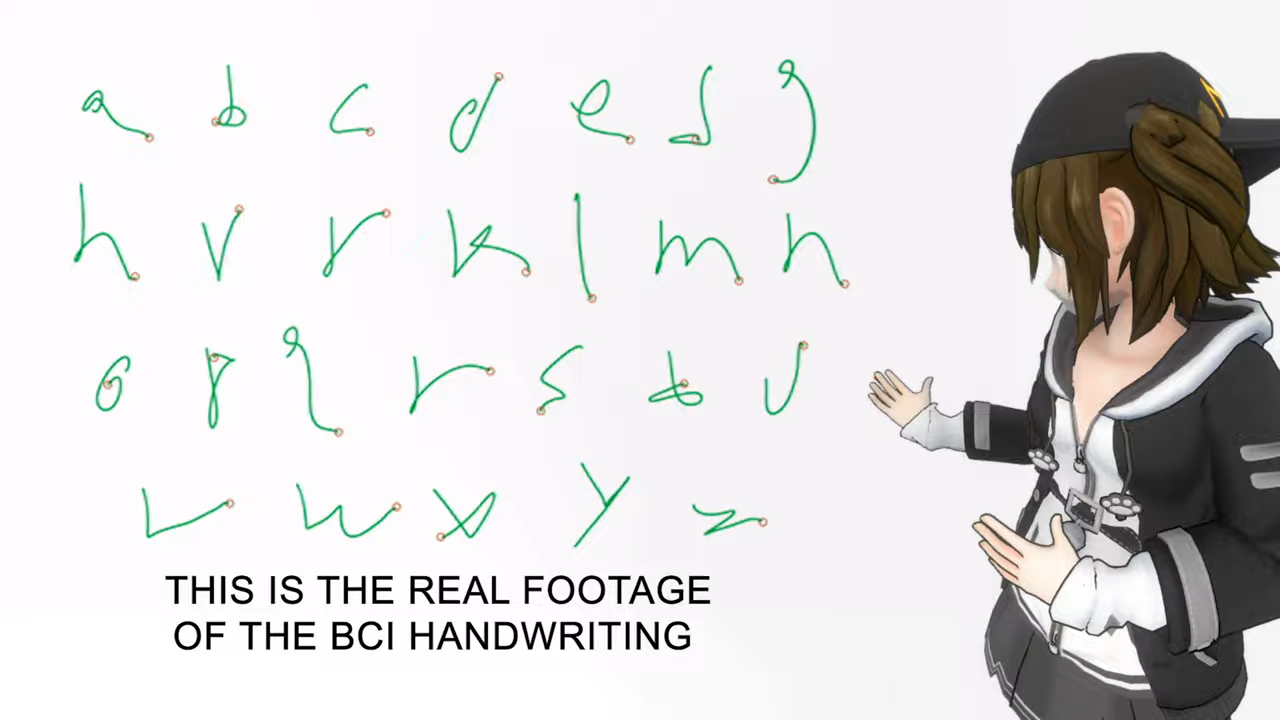 a b c d e f g
h i j k l m n
o p q r s t u
v w x y z
THIS IS THE REAL FOOTAGE
OF THE BCI HANDWRITING